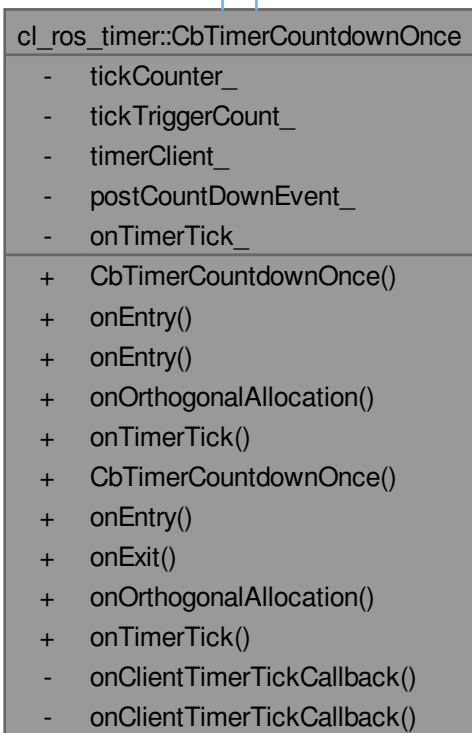 cl_ros_timer::CbTimerCountdownOnce
- tickCounter_
- tickTriggerCount_
- timerClient_
- postCountDownEvent_
- onTimerTick_
+ CbTimerCountdownOnce()
+ onEntry()
+ onEntry()
+ onOrthogonalAllocation()
+ onTimerTick()
+ CbTimerCountdownOnce()
+ onEntry()
+ onExit()
+ onOrthogonalAllocation()
+ onTimerTick()
- onClientTimerTickCallback()
- onClientTimerTickCallback()